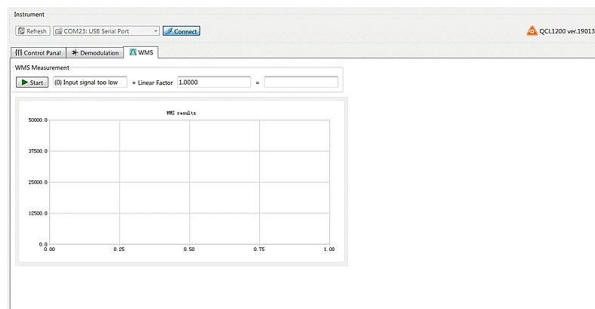 Instrument
Refresh COM23: USB Serial Port Connect QCL1200 ver.19013
Control Panal Demodulation WMS
WMS Measurement
Start (0) Input signal too low × Linear Factor 1.0000 =
WMS results
50000.0
37500.0
25000.0
12500.0
0.0
0.00 0.25 0.50 0.75 1.00